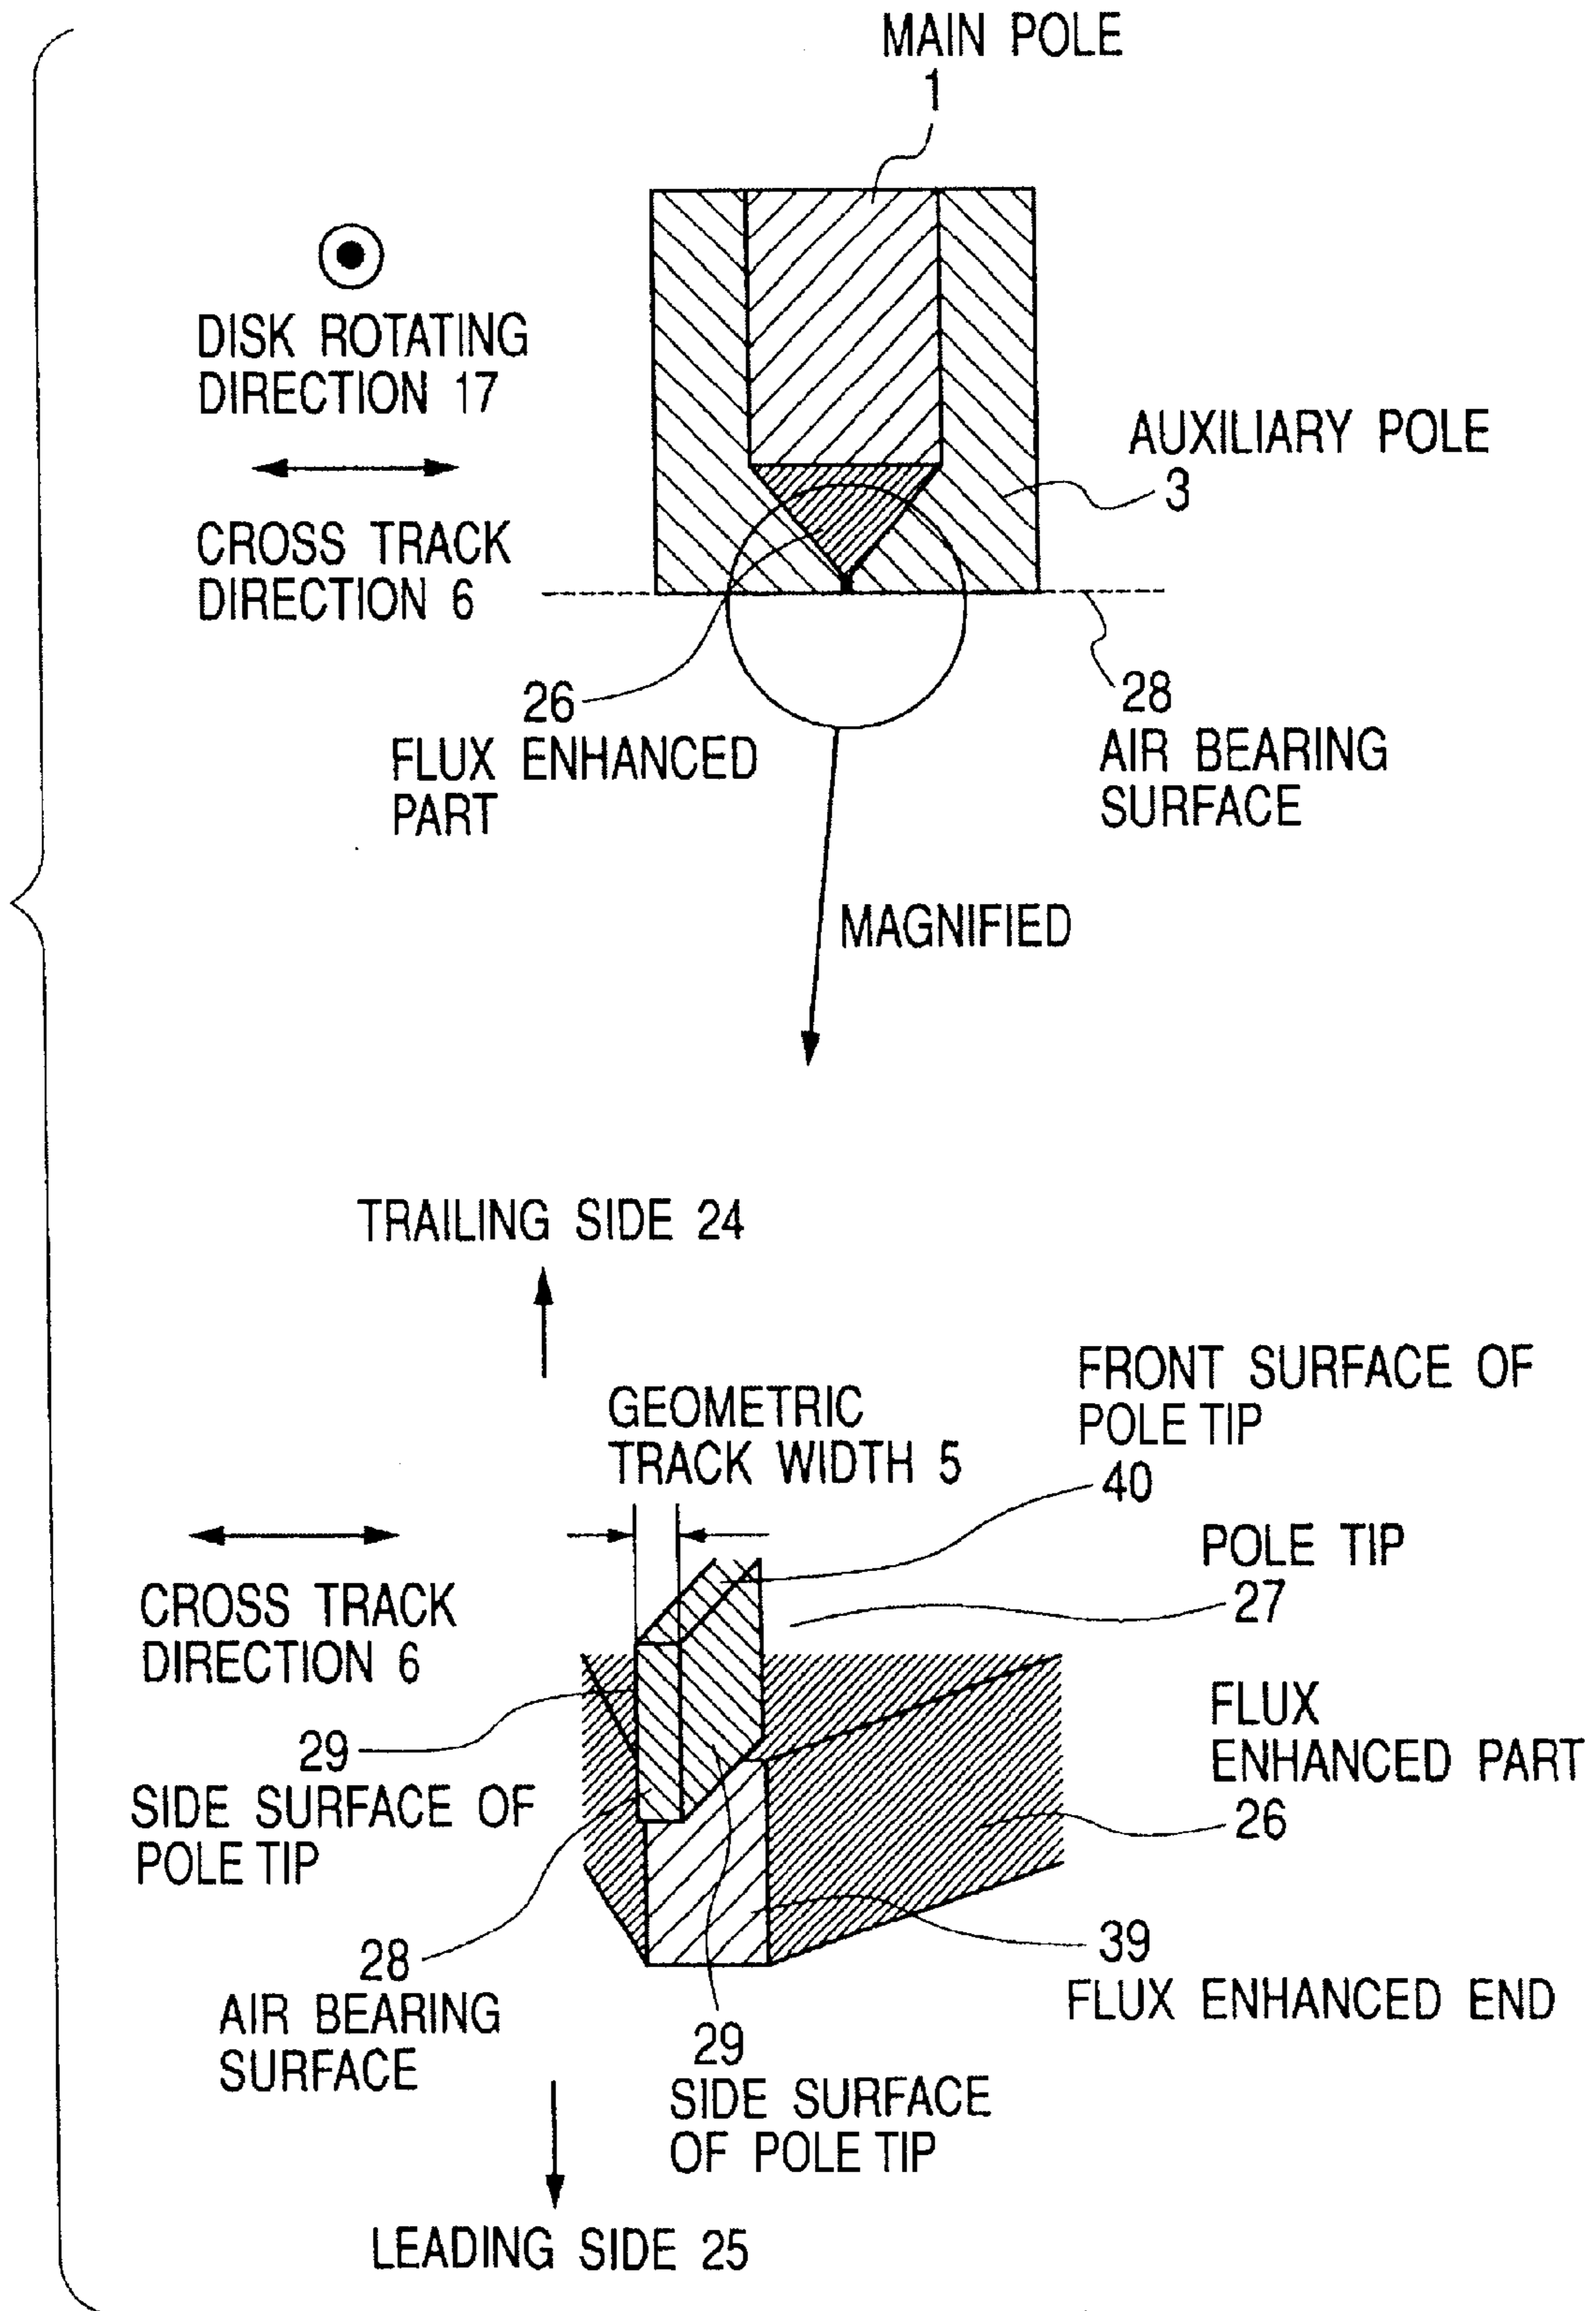 MAIN POLE
1
DISK ROTATING
DIRECTION 17
AUXILIARY POLE
3
CROSS TRACK
DIRECTION 6
26
FLUX ENHANCED
PART
28
AIR BEARING
SURFACE
MAGNIFIED
TRAILING SIDE 24
GEOMETRIC
TRACK WIDTH 5
FRONT SURFACE OF
POLE TIP
40
POLE TIP
27
CROSS TRACK
DIRECTION 6
FLUX
ENHANCED PART
26
29
SIDE SURFACE OF
POLE TIP
28
AIR BEARING
SURFACE
39
FLUX ENHANCED END
29
SIDE SURFACE
OF POLE TIP
LEADING SIDE 25